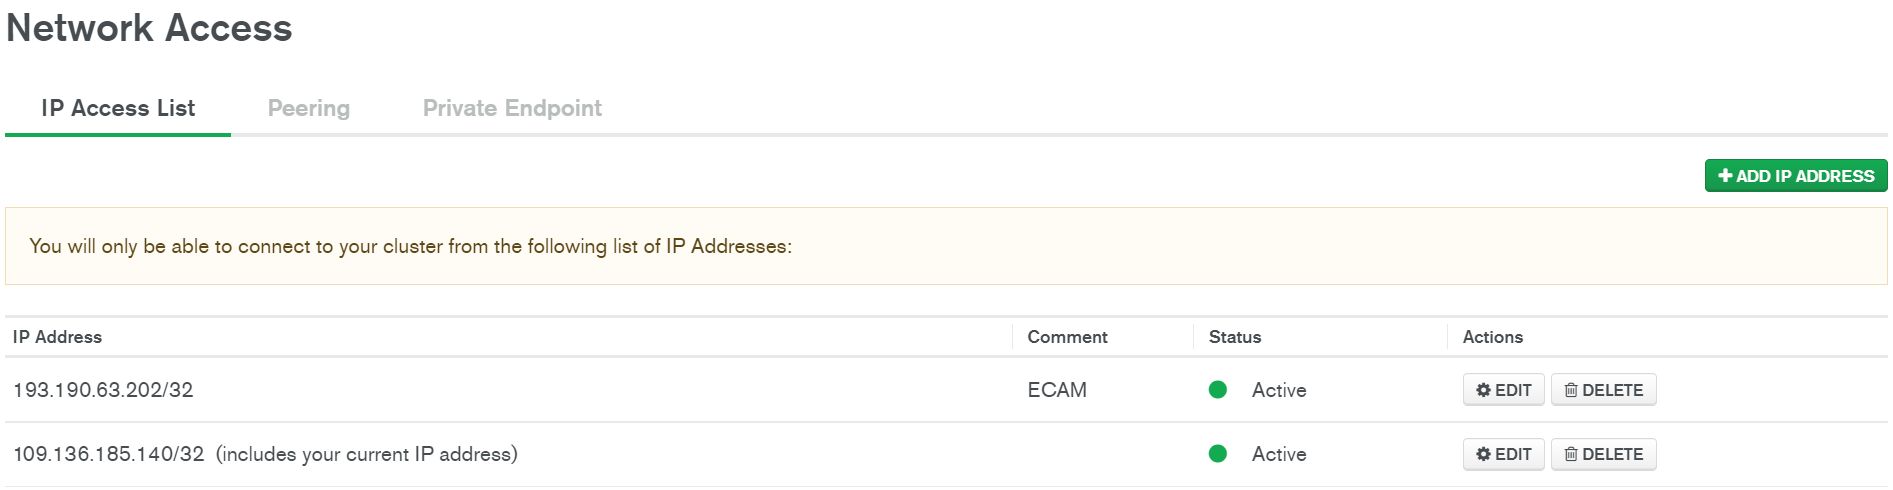 Network Access
IP Access List Peering Private Endpoint
ADD IP ADDRESS
You will only be able to connect to your cluster from the following list of IP Addresses:
IP Address Comment Status Actions
193.190.63.202/32 ECAM Active EDIT DELETE
109.136.185.140/32 (includes your current IP address) Active EDIT DELETE